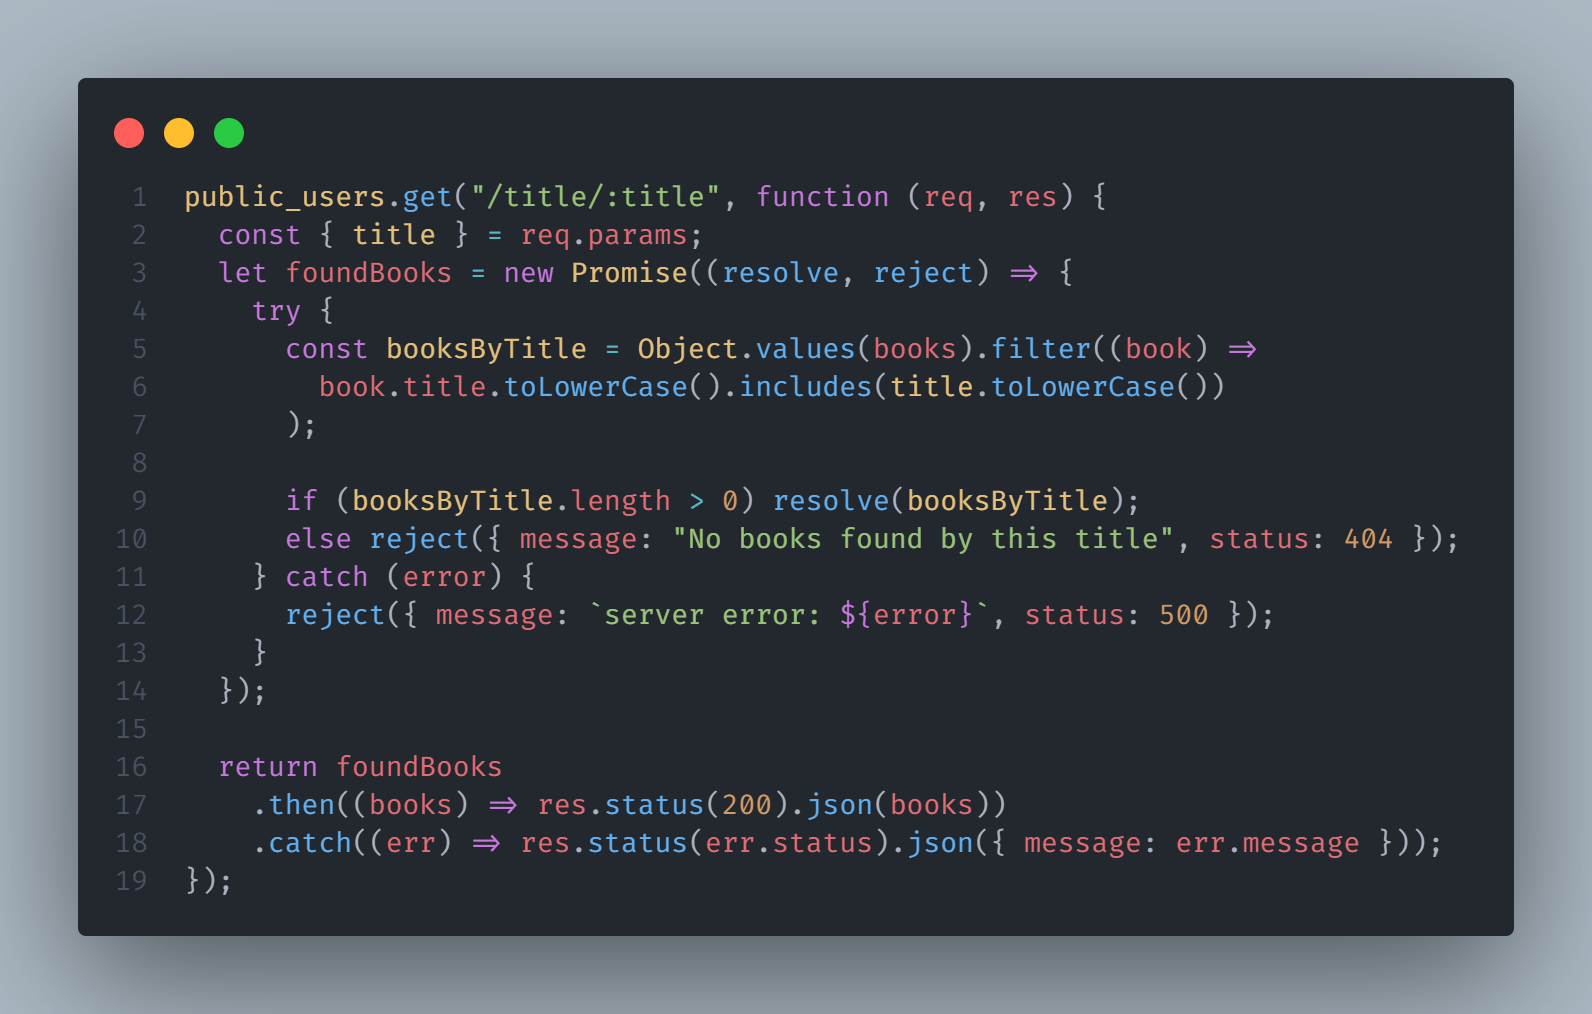 1 public_users.get("/title/:title", function (req, res) {
2   const { title } = req.params;
3   let foundBooks = new Promise((resolve, reject) => {
4     try {
5       const booksByTitle = Object.values(books).filter((book) =>
6         book.title.toLowerCase().includes(title.toLowerCase())
7       );
8
9       if (booksByTitle.length > 0) resolve(booksByTitle);
10       else reject({ message: "No books found by this title", status: 404 });
11     } catch (error) {
12       reject({ message: `server error: ${error}`, status: 500 });
13     }
14   });
15
16   return foundBooks
17     .then((books) => res.status(200).json(books))
18     .catch((err) => res.status(err.status).json({ message: err.message }));
19 });